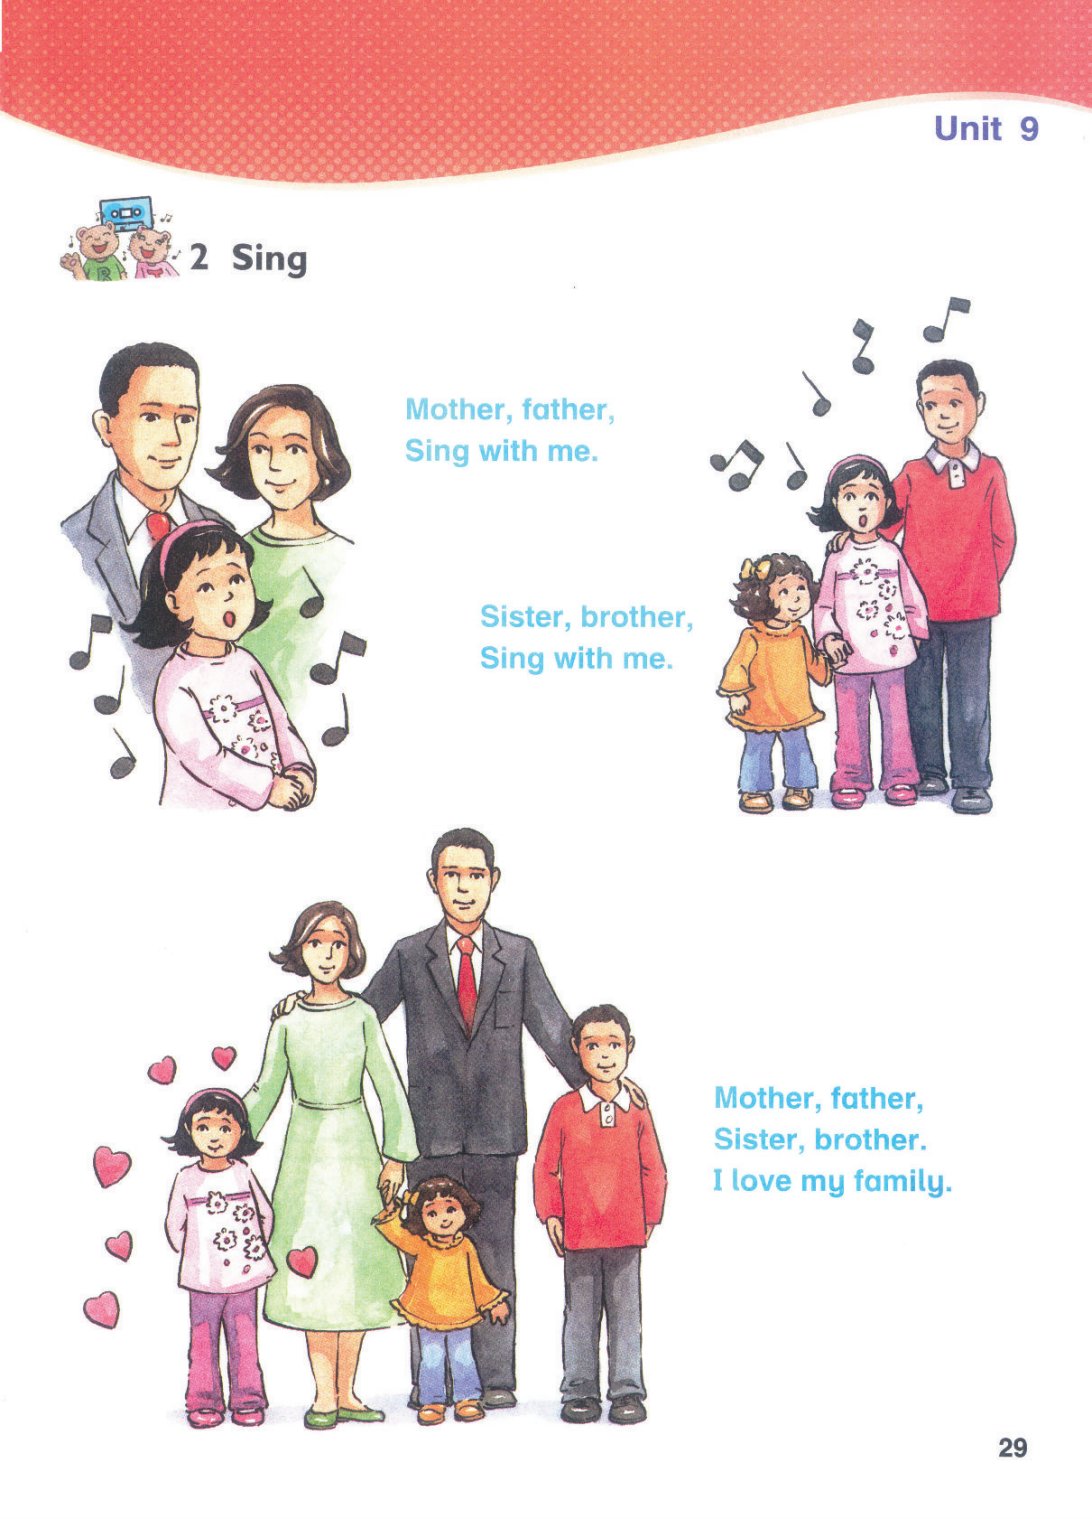 Unit 9
2 Sing
Mother, father,
Sing with me.
Sister, brother,
Sing with me.
Mother, father,
Sister, brother.
I love my family.
29